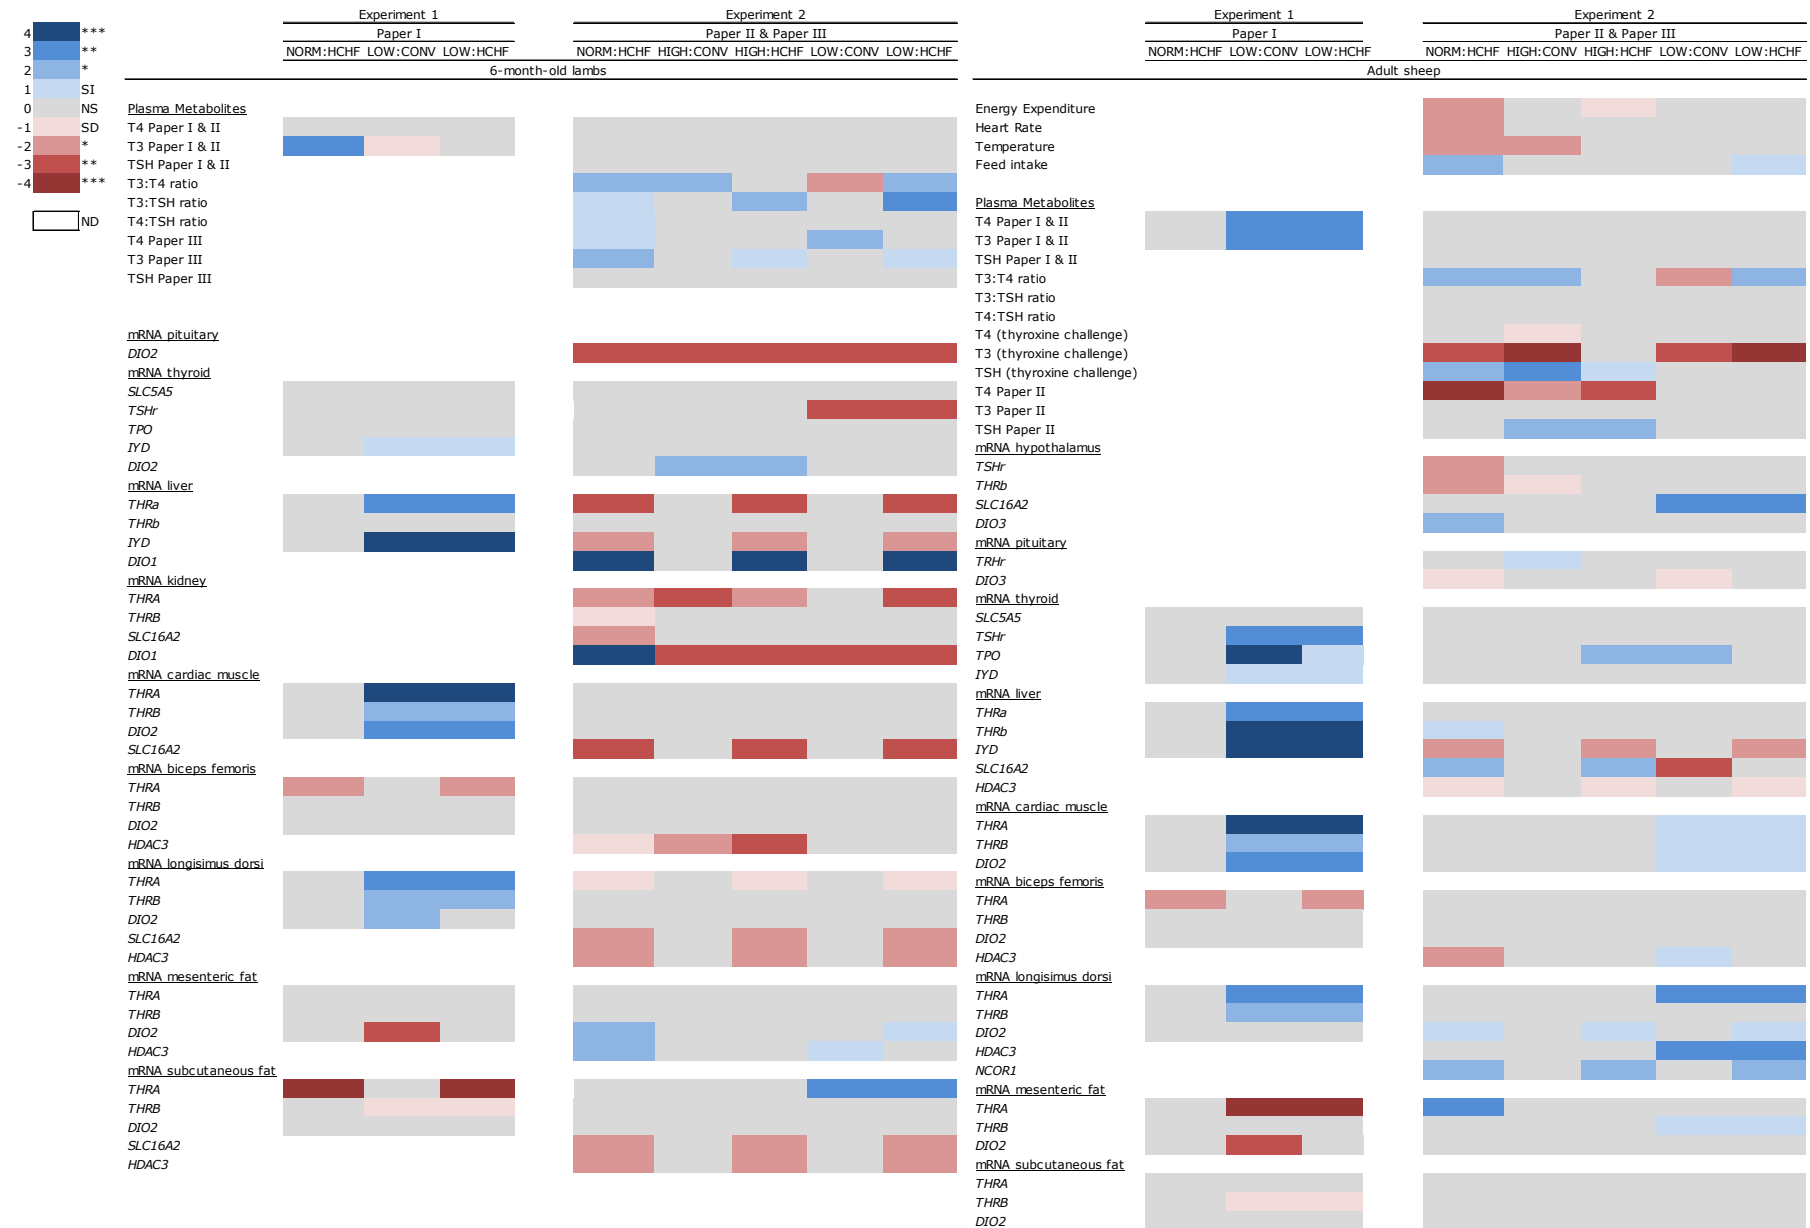 4 ***
3 **
2 *
1 SI
0 NS
-1 SD
-2 *
-3 **
-4 ***
ND
Experiment 1
Paper I
NORM:HCHF LOW:CONV LOW:HCHF
Experiment 2
Paper II & Paper III
NORM:HCHF HIGH:CONV HIGH:HCHF LOW:CONV LOW:HCHF
6-month-old lambs
Plasma Metabolites
T4 Paper I & II
T3 Paper I & II
TSH Paper I & II
T3:T4 ratio
T3:TSH ratio
T4:TSH ratio
T4 Paper III
T3 Paper III
TSH Paper III
mRNA pituitary
DIO2
mRNA thyroid
SLC5A5
TSHr
TPO
IYD
DIO2
mRNA liver
THRa
THRb
IYD
DIO1
mRNA kidney
THRA
THRB
SLC16A2
DIO1
mRNA cardiac muscle
THRA
THRB
DIO2
SLC16A2
mRNA biceps femoris
THRA
THRB
DIO2
HDAC3
mRNA longisimus dorsi
THRA
THRB
DIO2
SLC16A2
HDAC3
mRNA mesenteric fat
THRA
THRB
DIO2
HDAC3
mRNA subcutaneous fat
THRA
THRB
DIO2
SLC16A2
HDAC3
Experiment 1
Paper I
NORM:HCHF LOW:CONV LOW:HCHF
Experiment 2
Paper II & Paper III
NORM:HCHF HIGH:CONV HIGH:HCHF LOW:CONV LOW:HCHF
Adult sheep
Energy Expenditure
Heart Rate
Temperature
Feed intake
Plasma Metabolites
T4 Paper I & II
T3 Paper I & II
TSH Paper I & II
T3:T4 ratio
T3:TSH ratio
T4:TSH ratio
T4 (thyroxine challenge)
T3 (thyroxine challenge)
TSH (thyroxine challenge)
T4 Paper II
T3 Paper II
TSH Paper II
mRNA hypothalamus
TSHr
THRb
SLC16A2
DIO3
mRNA pituitary
TRHr
DIO3
mRNA thyroid
SLC5A5
TSHr
TPO
IYD
mRNA liver
THRa
THRb
IYD
SLC16A2
HDAC3
mRNA cardiac muscle
THRA
THRB
DIO2
mRNA biceps femoris
THRA
THRB
DIO2
HDAC3
mRNA longisimus dorsi
THRA
THRB
DIO2
HDAC3
NCOR1
mRNA mesenteric fat
THRA
THRB
DIO2
mRNA subcutaneous fat
THRA
THRB
DIO2